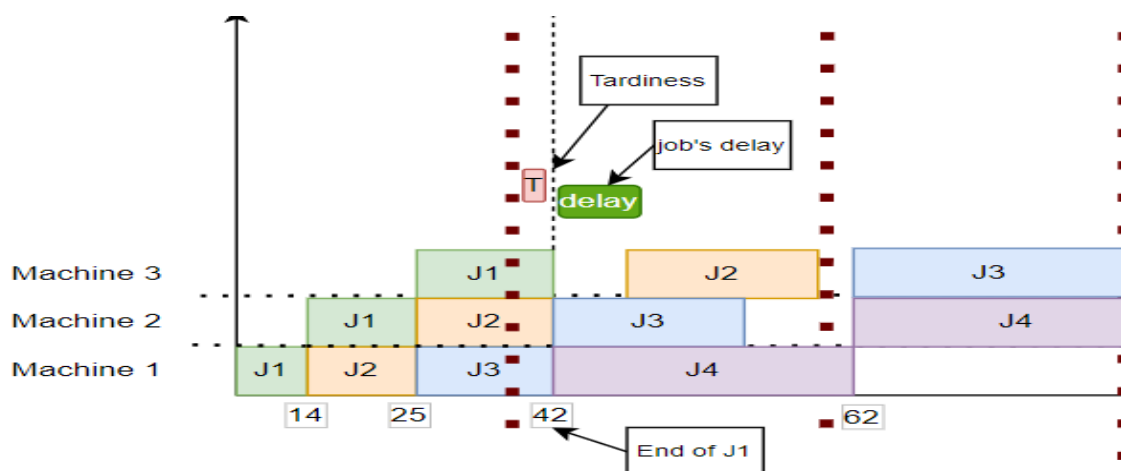 Tardiness
job's delay
T
delay
Machine 3
J1
J2
J3
Machine 2
J1
J2
J3
J4
Machine 1
J1
J2
J3
J4
14
25
42
62
End of J1